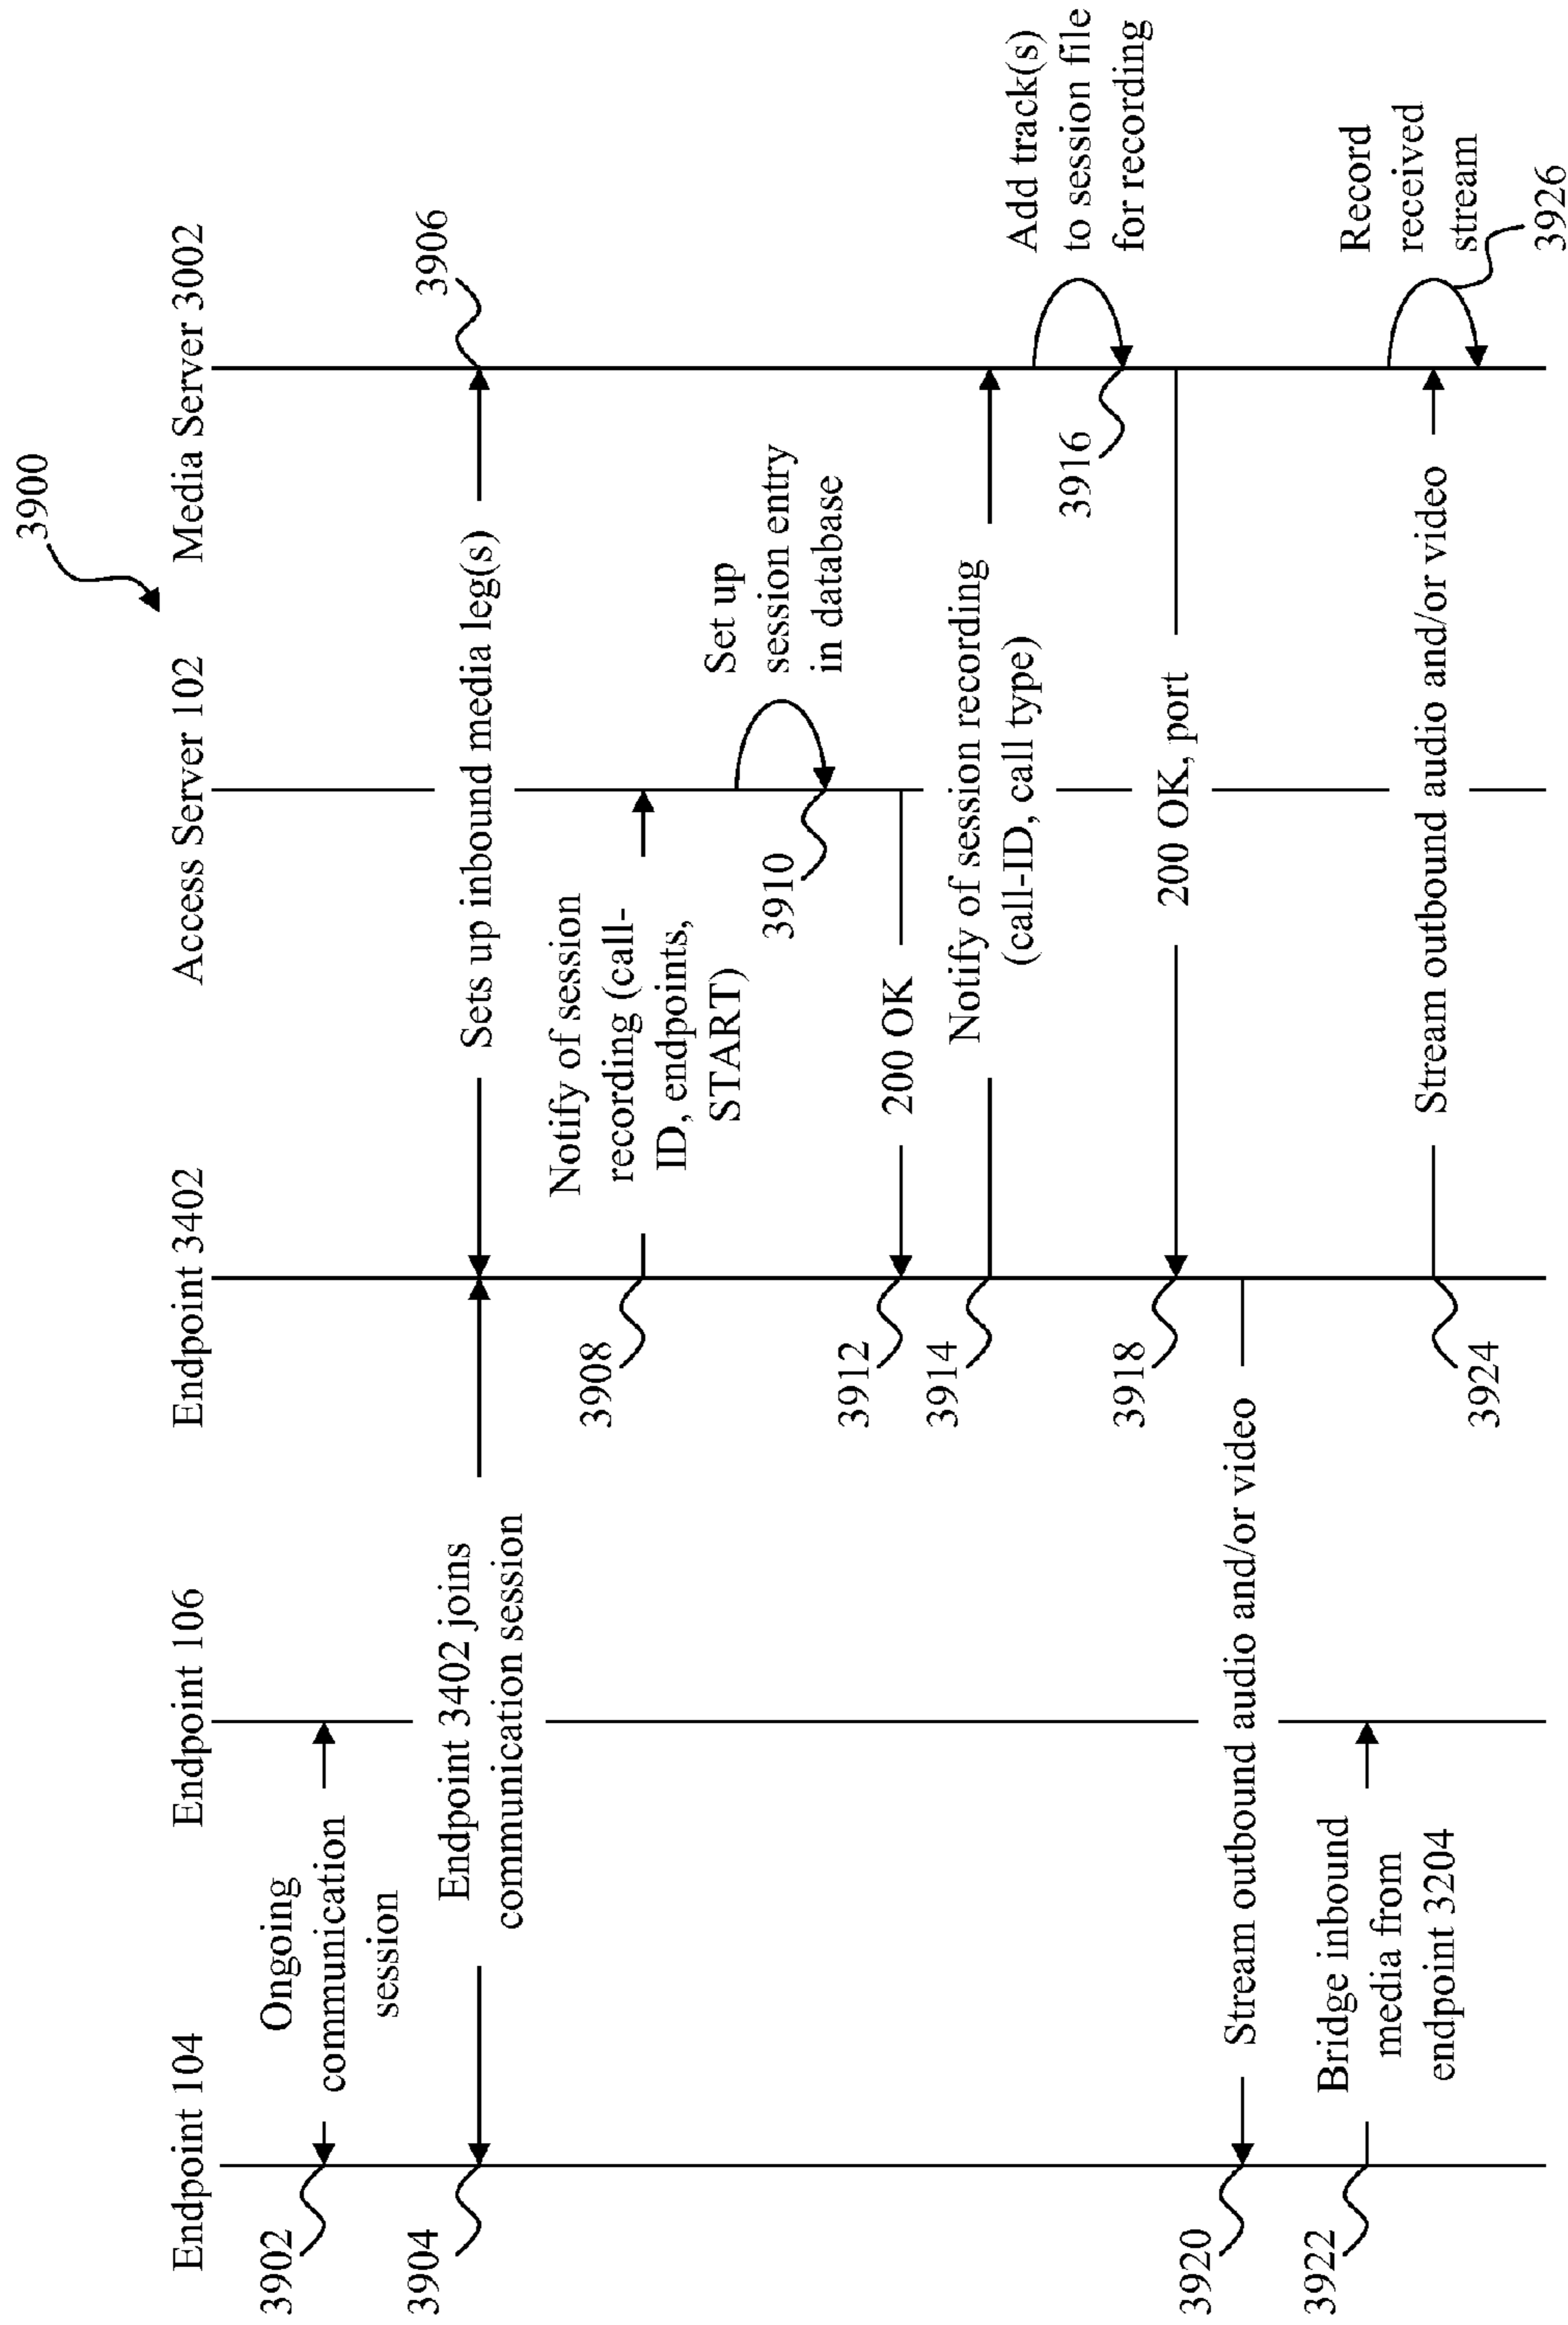 3900
Endpoint 104
Endpoint 106
Endpoint 3402
Access Server 102
Media Server 3002
3902
Ongoing
communication
session
3904
Endpoint 3402 joins
communication session
Sets up inbound media leg(s)
3906
3908
Notify of session
recording (call-
ID, endpoints,
START)
3910
Set up
session entry
in database
3912
200 OK
3914
Notify of session recording
(call-ID, call type)
3916
Add track(s)
to session file
for recording
3918
200 OK, port
3920
Stream outbound audio and/or video
3922
Bridge inbound
media from
endpoint 3204
3924
Stream outbound audio and/or video
Record
received
stream
3926